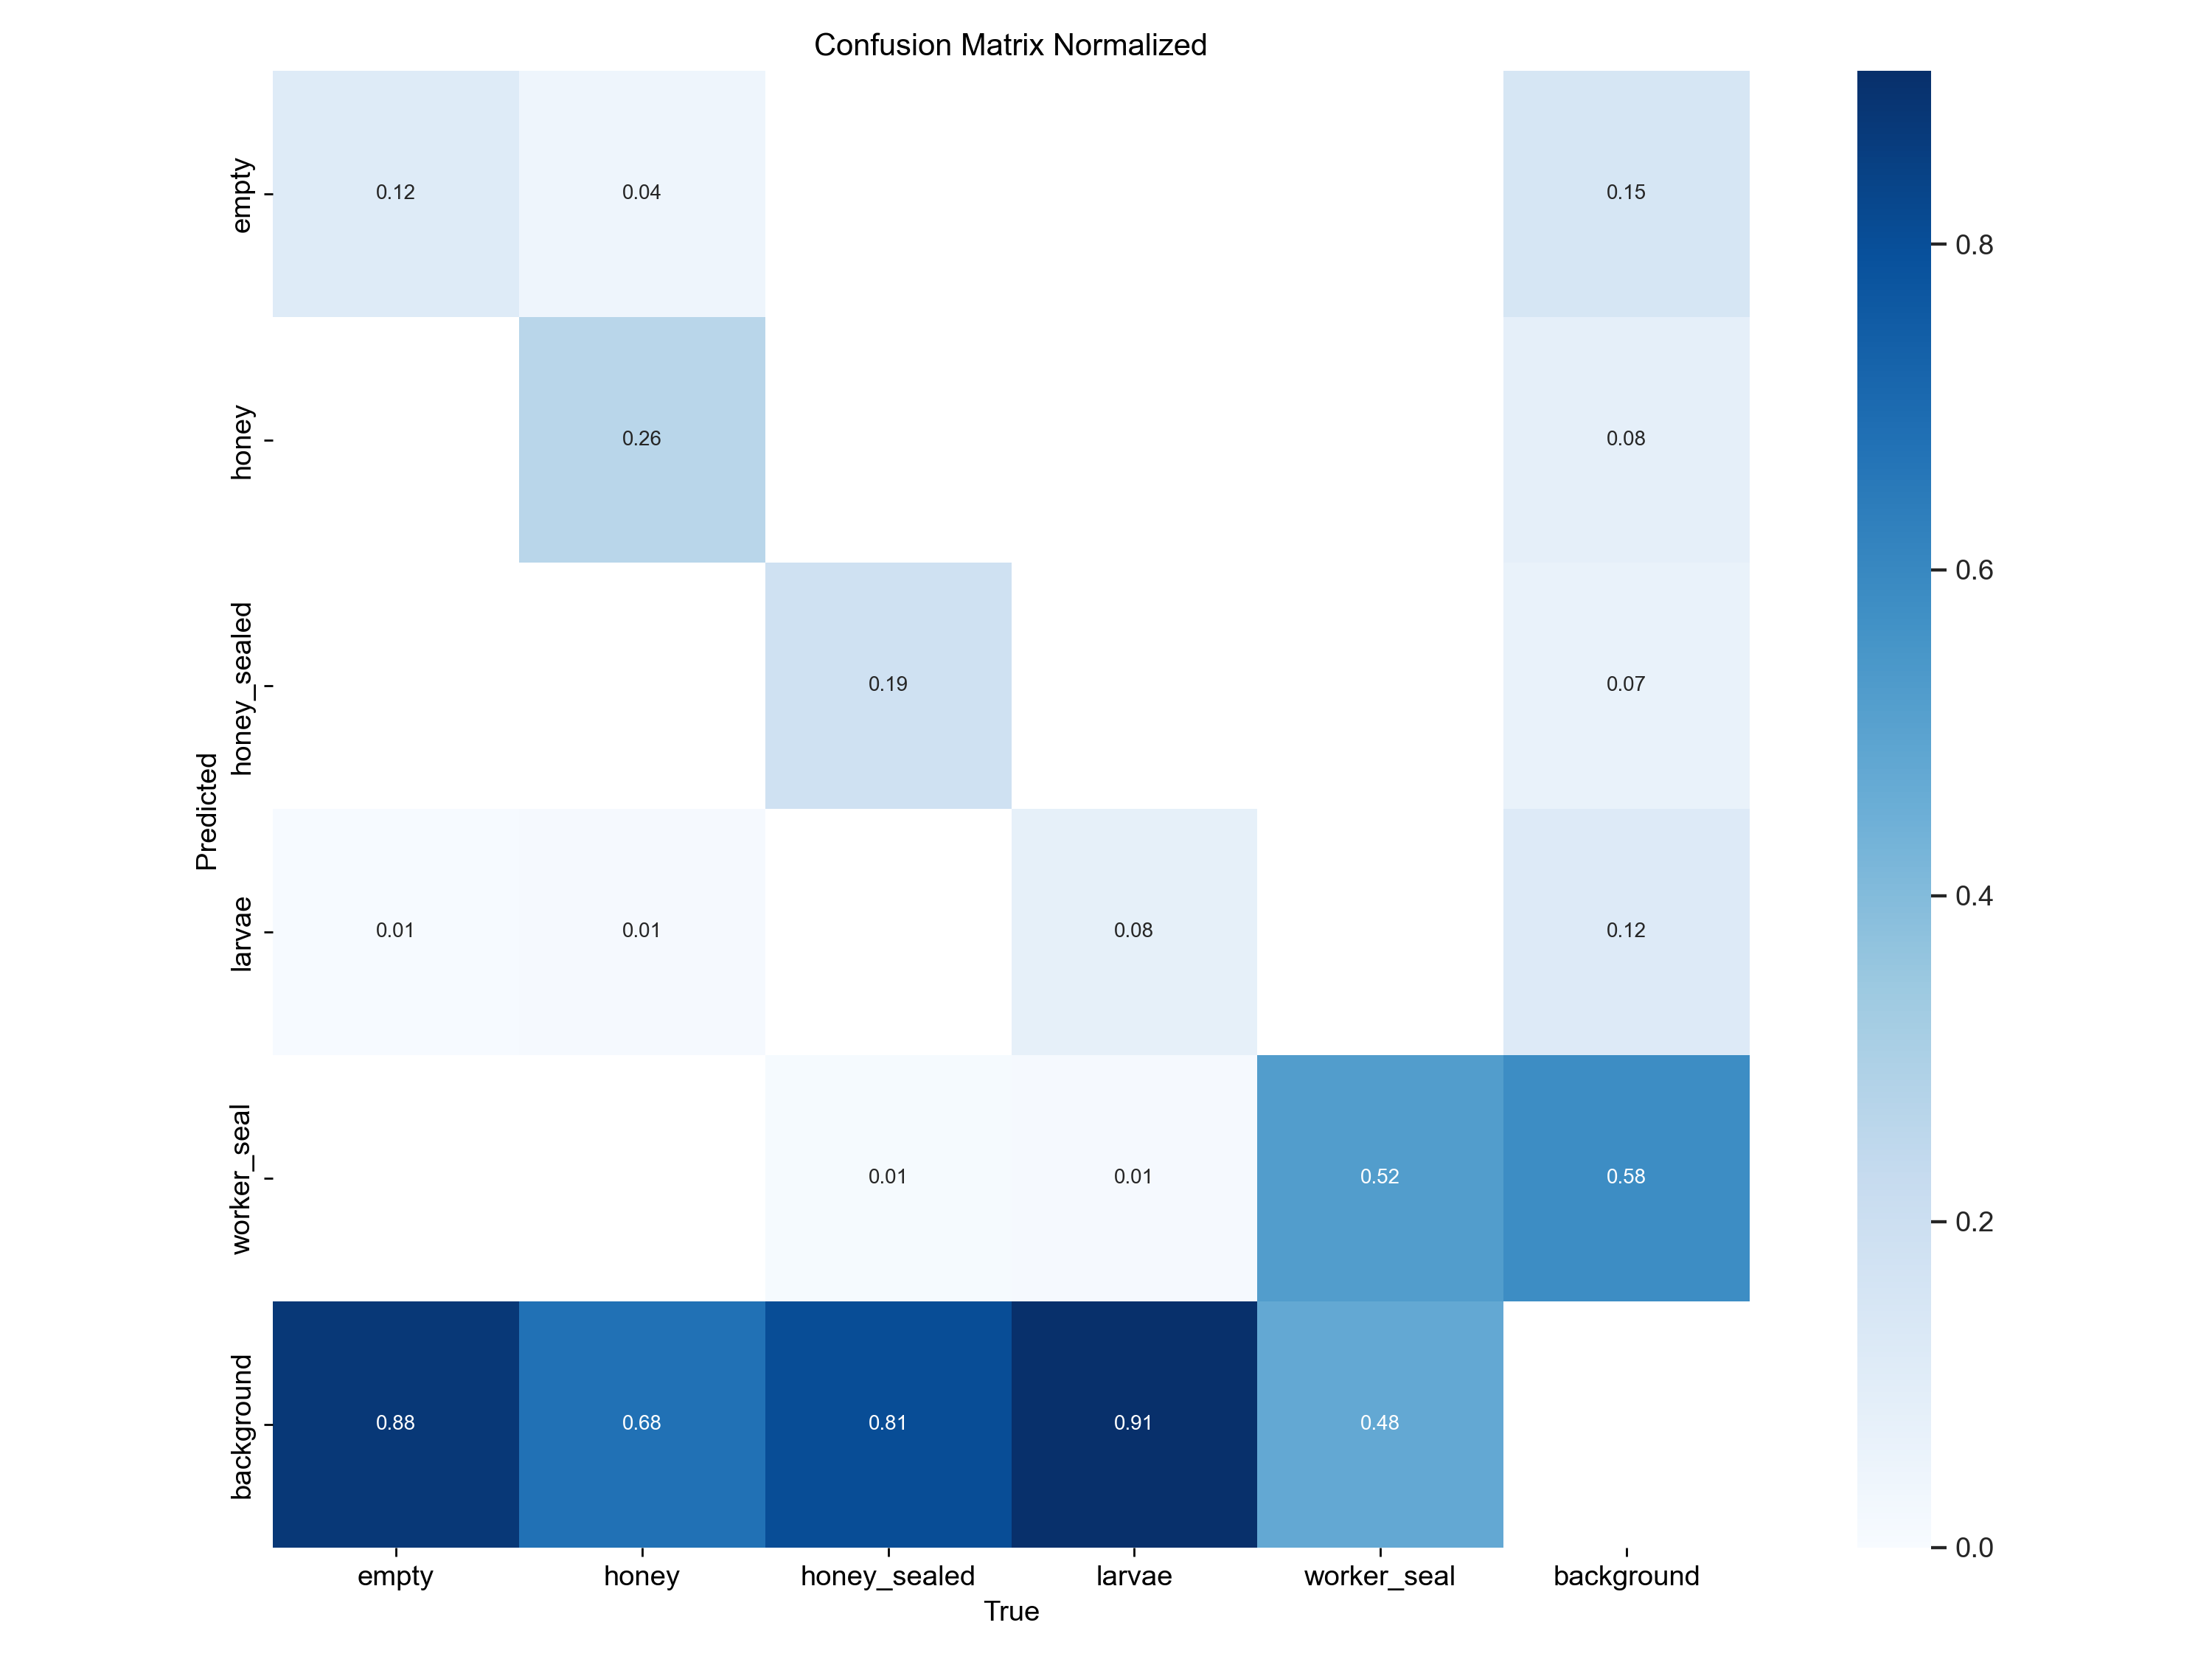 Confusion Matrix Normalized
empty
0.12
0.04
0.15
0.8
honey
0.26
0.08
0.6
honey_sealed
0.19
0.07
Predicted
larvae
0.01
0.01
0.08
0.12
0.4
worker_seal
0.01
0.01
0.52
0.58
0.2
background
0.88
0.68
0.81
0.91
0.48
0.0
empty
honey
honey_sealed
larvae
worker_seal
background
True